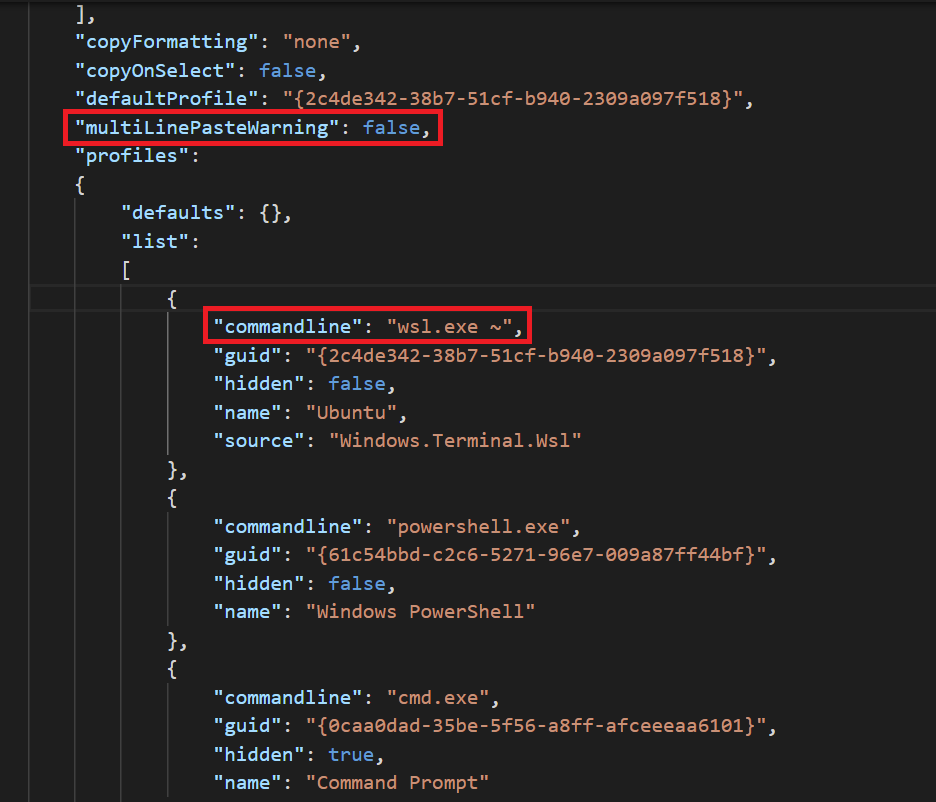 ],
"copyFormatting": "none",
"copyOnSelect": false,
"defaultProfile": "{2c4de342-38b7-51cf-b940-2309a097f518}",
"multiLinePasteWarning": false,
"profiles":
{
"defaults": {},
"list":
[
{
"commandline": "wsl.exe ~",
"guid": "{2c4de342-38b7-51cf-b940-2309a097f518}",
"hidden": false,
"name": "Ubuntu",
"source": "Windows.Terminal.Wsl"
},
{
"commandline": "powershell.exe",
"guid": "{61c54bbd-c2c6-5271-96e7-009a87ff44bf}",
"hidden": false,
"name": "Windows PowerShell"
},
{
"commandline": "cmd.exe",
"guid": "{0caa0dad-35be-5f56-a8ff-afceeeaa6101}",
"hidden": true,
"name": "Command Prompt"